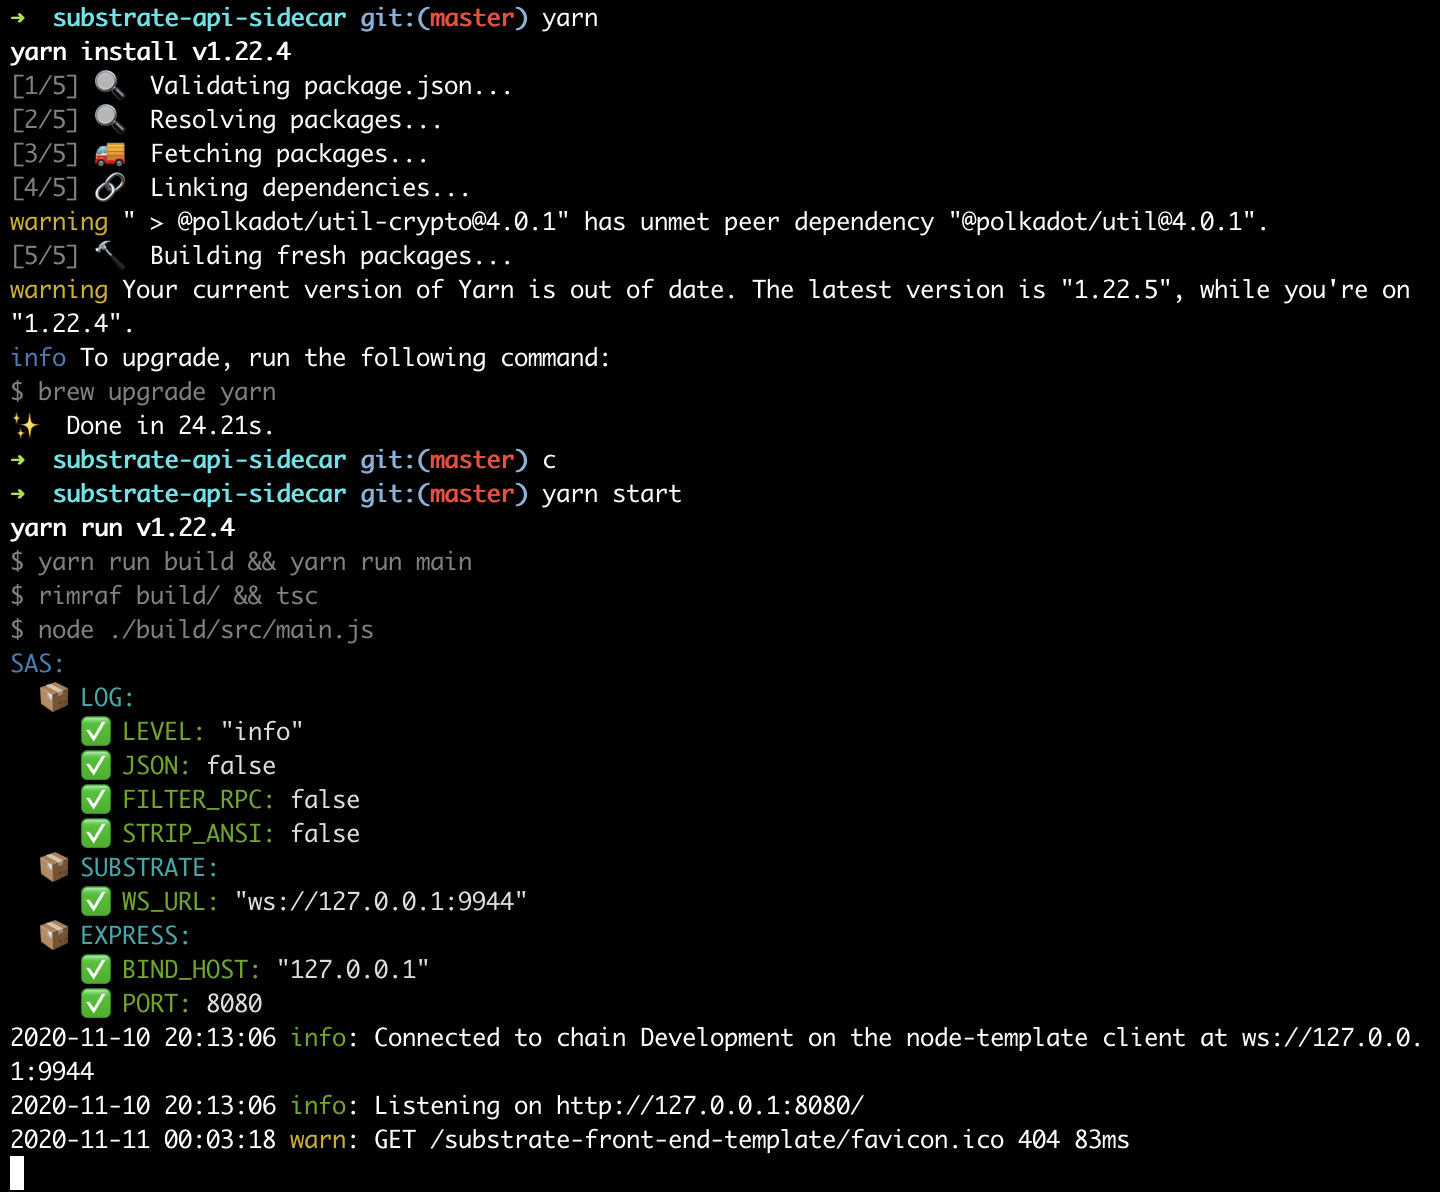 ➜  substrate-api-sidecar git:(master) yarn
yarn install v1.22.4
[1/5] 🔍  Validating package.json...
[2/5] 🔍  Resolving packages...
[3/5] 🚚  Fetching packages...
[4/5] 🔗  Linking dependencies...
warning " > @polkadot/util-crypto@4.0.1" has unmet peer dependency "@polkadot/util@4.0.1".
[5/5] 🔨  Building fresh packages...
warning Your current version of Yarn is out of date. The latest version is "1.22.5", while you're on
"1.22.4".
info To upgrade, run the following command:
$ brew upgrade yarn
✨  Done in 24.21s.
➜  substrate-api-sidecar git:(master) c
➜  substrate-api-sidecar git:(master) yarn start
yarn run v1.22.4
$ yarn run build && yarn run main
$ rimraf build/ && tsc
$ node ./build/src/main.js
SAS:
  📦 LOG:
     ✅ LEVEL: "info"
     ✅ JSON: false
     ✅ FILTER_RPC: false
     ✅ STRIP_ANSI: false
  📦 SUBSTRATE:
     ✅ WS_URL: "ws://127.0.0.1:9944"
  📦 EXPRESS:
     ✅ BIND_HOST: "127.0.0.1"
     ✅ PORT: 8080
2020-11-10 20:13:06 info: Connected to chain Development on the node-template client at ws://127.0.0.
1:9944
2020-11-10 20:13:06 info: Listening on http://127.0.0.1:8080/
2020-11-11 00:03:18 warn: GET /substrate-front-end-template/favicon.ico 404 83ms